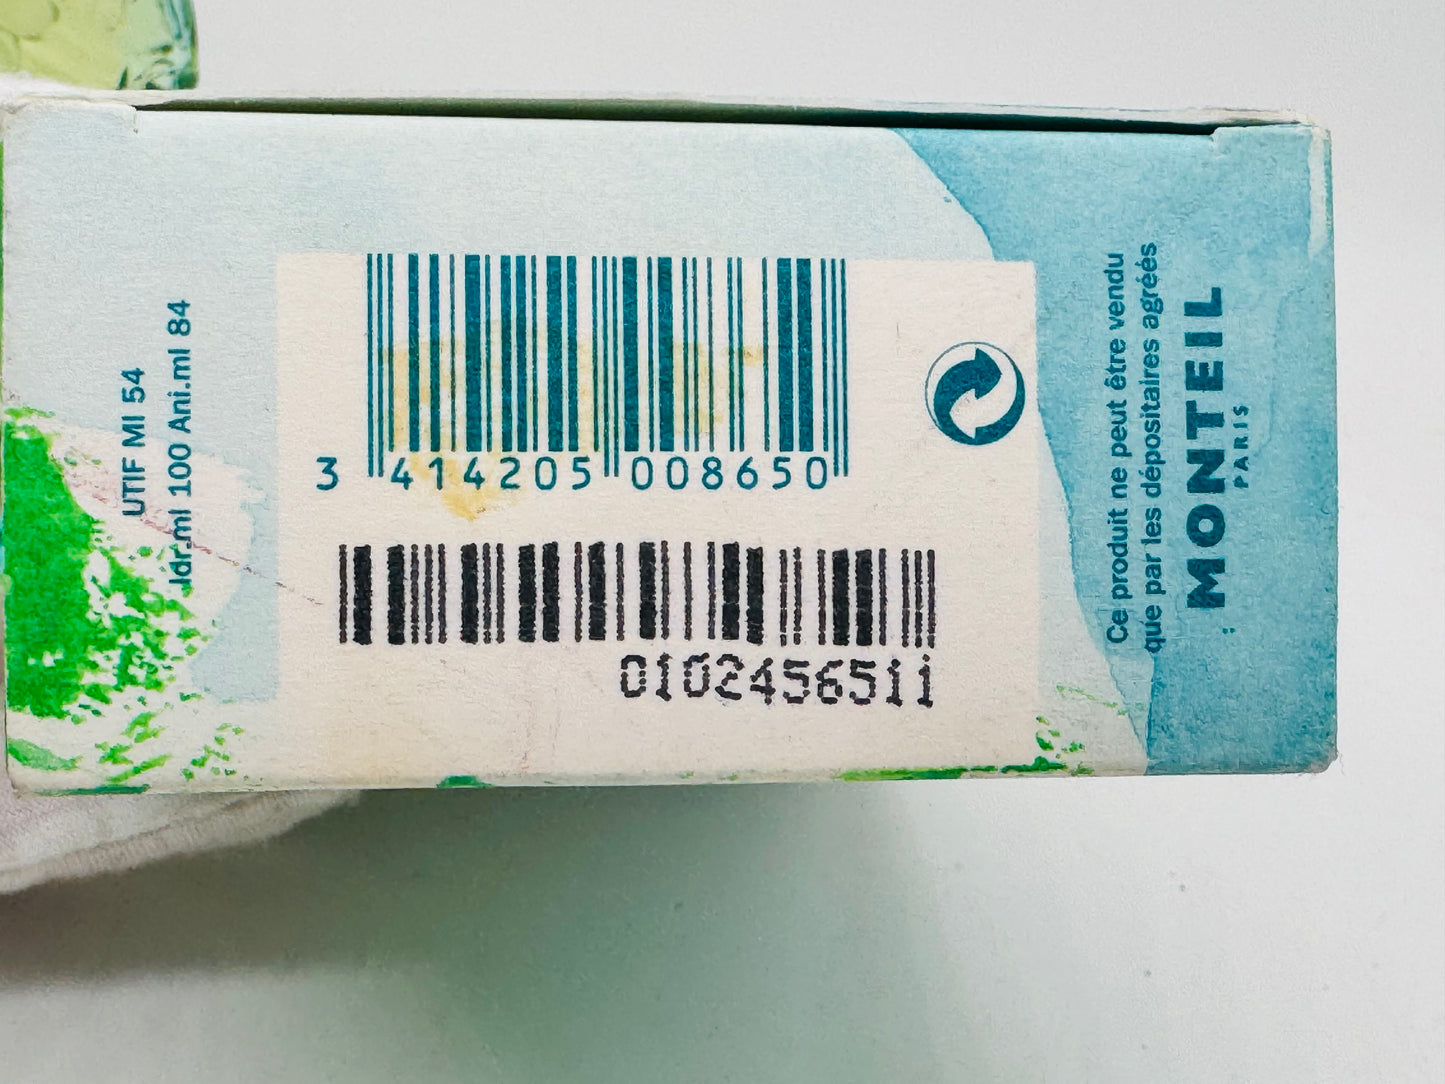 UTIF MI 54
Jdr.ml 100 Ani.ml 84
3 414205 008650
0102456511
Ce produit ne peut être vendu
que par les dépositaires agréés
MONTEIL
PARIS